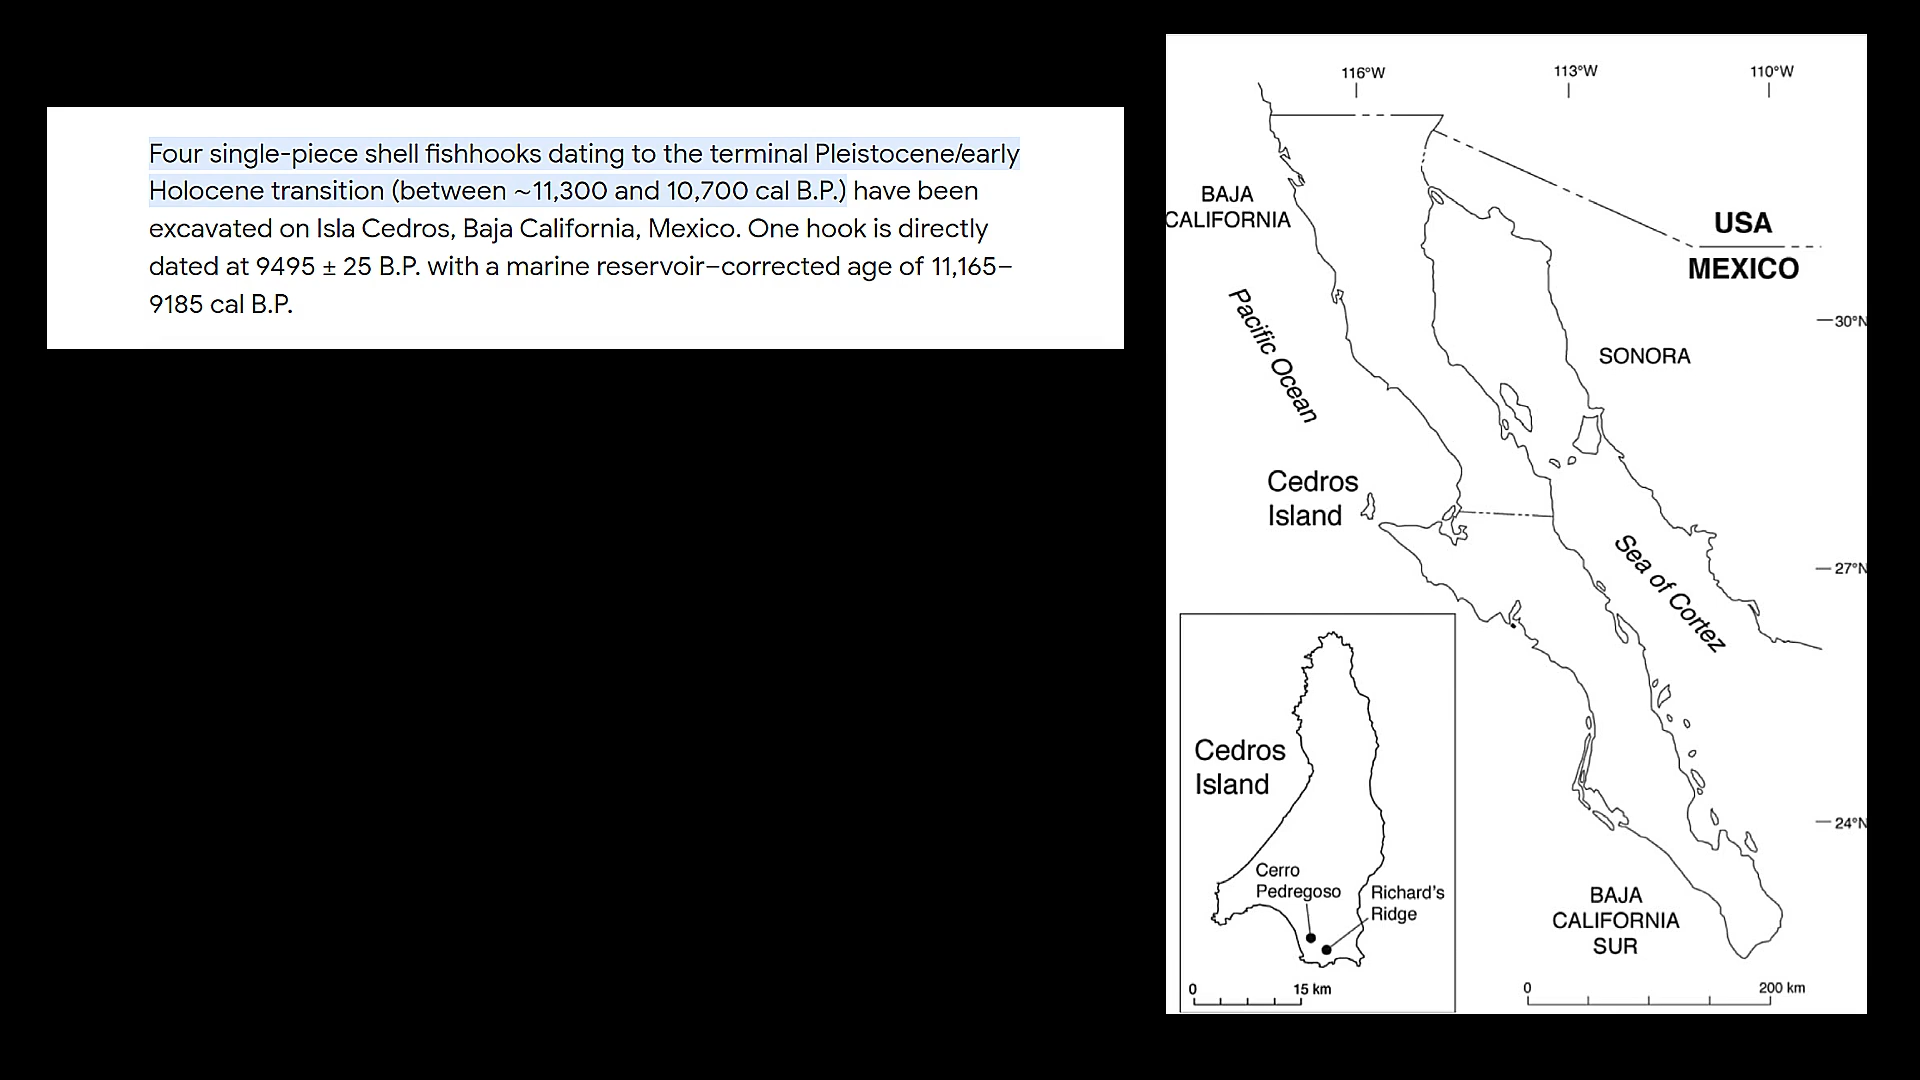 Four single-piece shell fishhooks dating to the terminal Pleistocene/early
Holocene transition (between ~11,300 and 10,700 cal B.P.) have been
excavated on Isla Cedros, Baja California, Mexico. One hook is directly
dated at 9495 ± 25 B.P. with a marine reservoir–corrected age of 11,165–
9185 cal B.P.
116°W
113°W
110°W
BAJA
CALIFORNIA
USA
MEXICO
Pacific Ocean
30°N
SONORA
Cedros
Island
Sea of Cortez
27°N
Cedros
Island
24°N
Cerro
Pedregoso
Richard's
Ridge
BAJA
CALIFORNIA
SUR
0
15 km
0
200 km